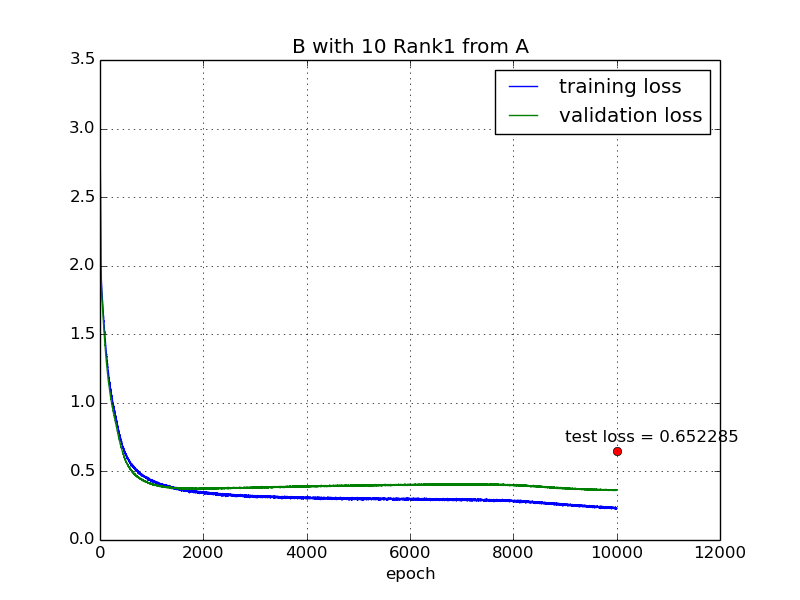 B with 10 Rank1 from A
3.5
3.0
2.5
2.0
1.5
1.0
0.5
0.0
training loss
validation loss
test loss = 0.652285
0 2000 4000 6000 8000 10000 12000
epoch